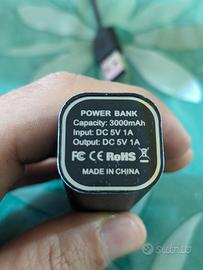 POWER BANK
Capacity: 3000mAh
Input: DC 5V 1A
Output: DC 5V 1A
FC CE RoHS
MADE IN CHINA
subito